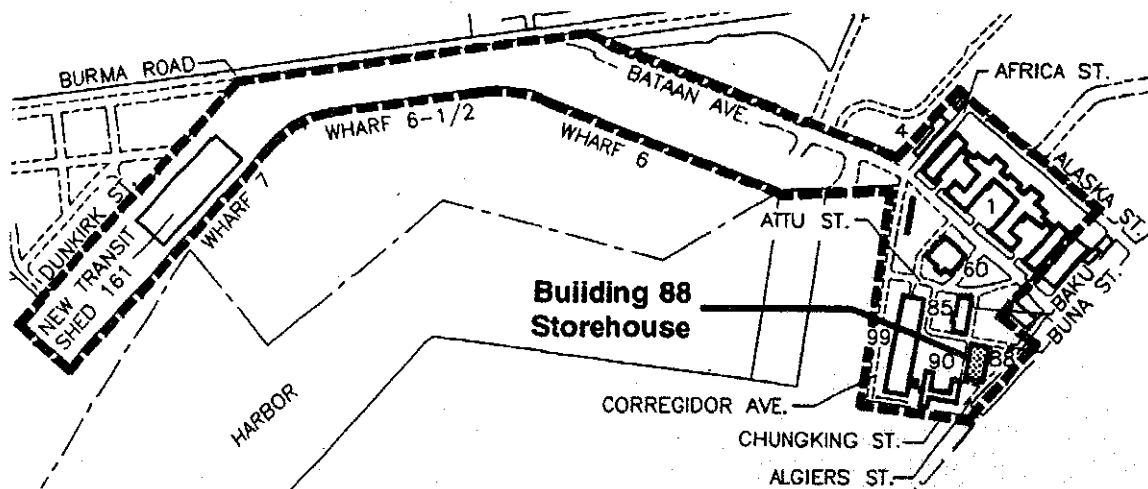 BURMA ROAD
BATAAN AVE.
AFRICA ST.
WHARF 6-1/2
WHARF 6
4
ALASKA ST.
DUNKIRK ST.
NEW TRANSIT
SHED 161
WHARF 7
1
ATTU ST.
60
BAKU
BUNA ST.
Building 88
Storehouse
85
99
90
88
HARBOR
CORREGIDOR AVE.
CHUNGKING ST.
ALGIERS ST.